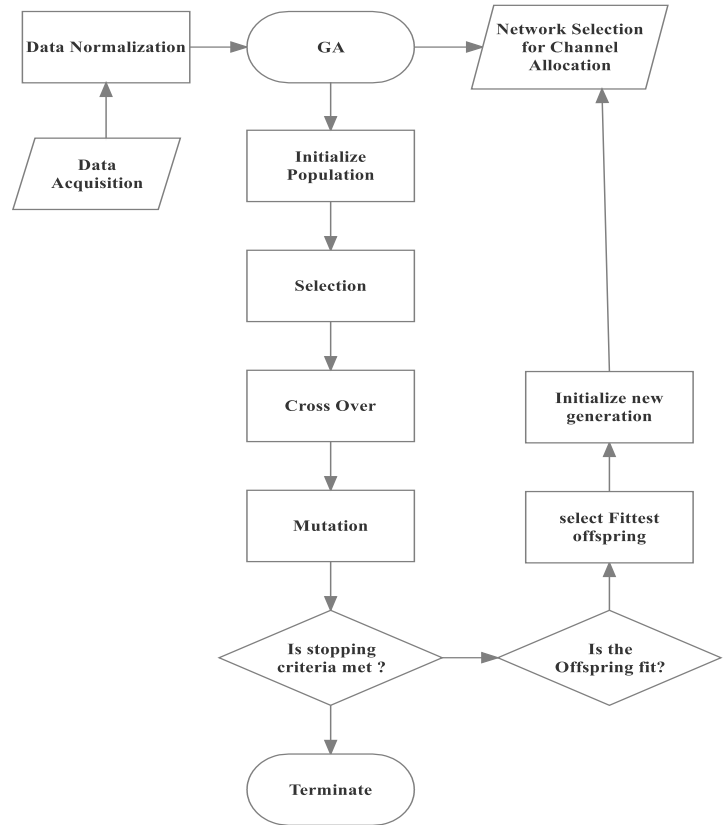 Data Normalization
GA
Network Selection
for Channel
Allocation
Data
Acquisition
Initialize
Population
Selection
Cross Over
Initialize new
generation
Mutation
select Fittest
offspring
Is stopping
criteria met ?
Is the
Offspring fit?
Terminate